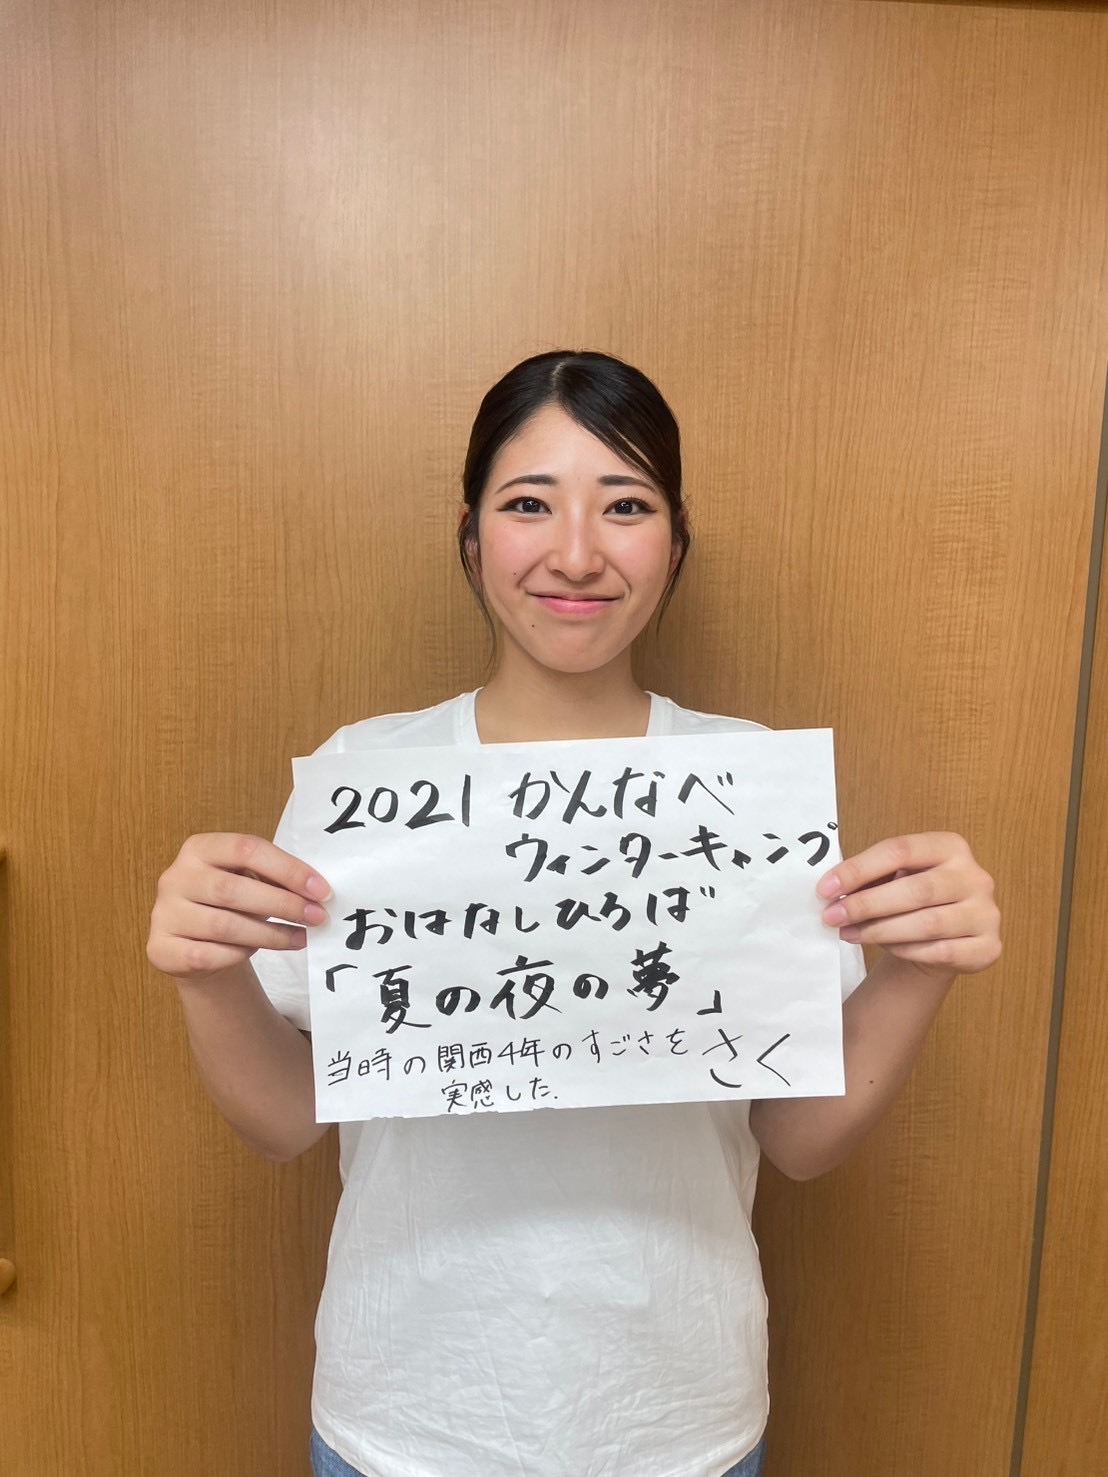 2021 かんなべ
ウィンターキャンプ
おはなしひろば
「夏の夜の夢」
当時の関西4年のすごさを
実感した.
さく